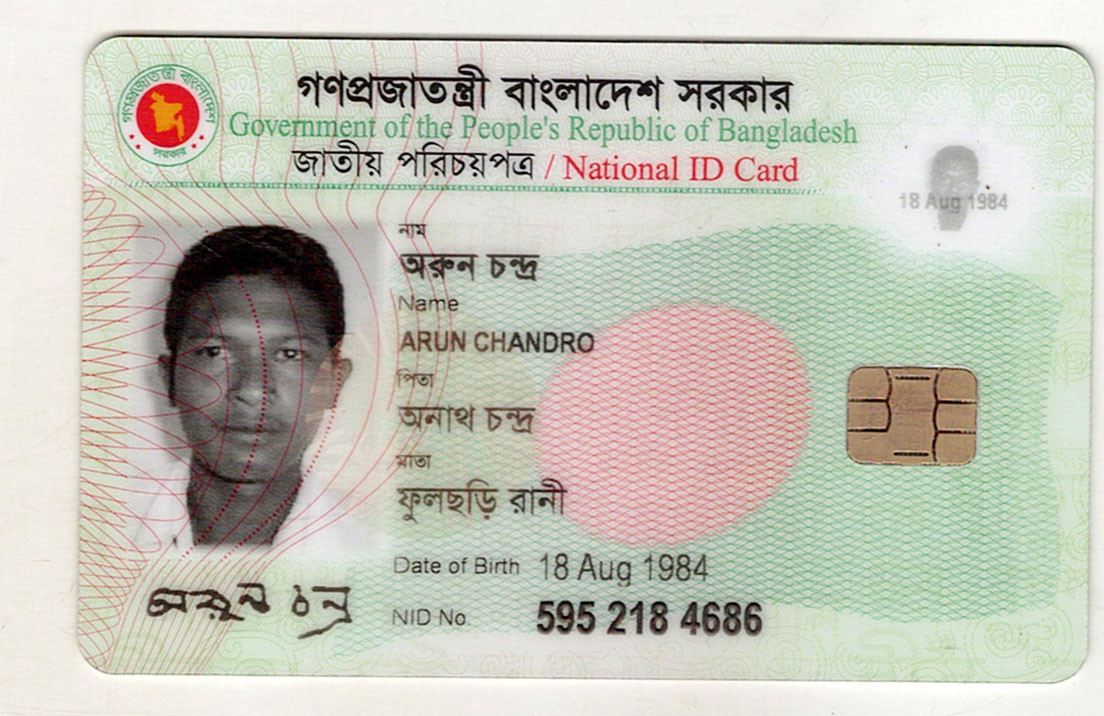 গণপ্রজাতন্ত্রী বাংলাদেশ সরকার
Government of the People's Republic of Bangladesh
জাতীয় পরিচয়পত্র / National ID Card
গণপ্রজাতন্ত্রী বাংলাদেশ
সরকার
18 Aug 1984
নাম
অরুন চন্দ্র
Name
ARUN CHANDRO
পিতা
অনাথ চন্দ্র
মাতা
ফুলছড়ি রানী
Date of Birth 18 Aug 1984
অরুন চন্দ্র
NID No. 595 218 4686